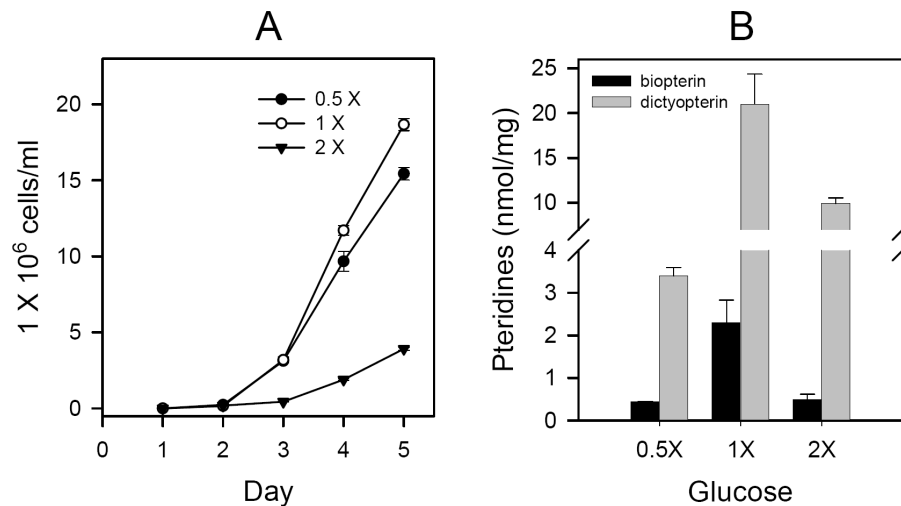 A
1 X 10⁶ cells/ml
20
15
10
5
0
0.5 X
1 X
2 X
0 1 2 3 4 5
Day
B
Pteridines (nmol/mg)
25
20
15
10
4
3
2
1
0
biopterin
dictyopterin
0.5X 1X 2X
Glucose